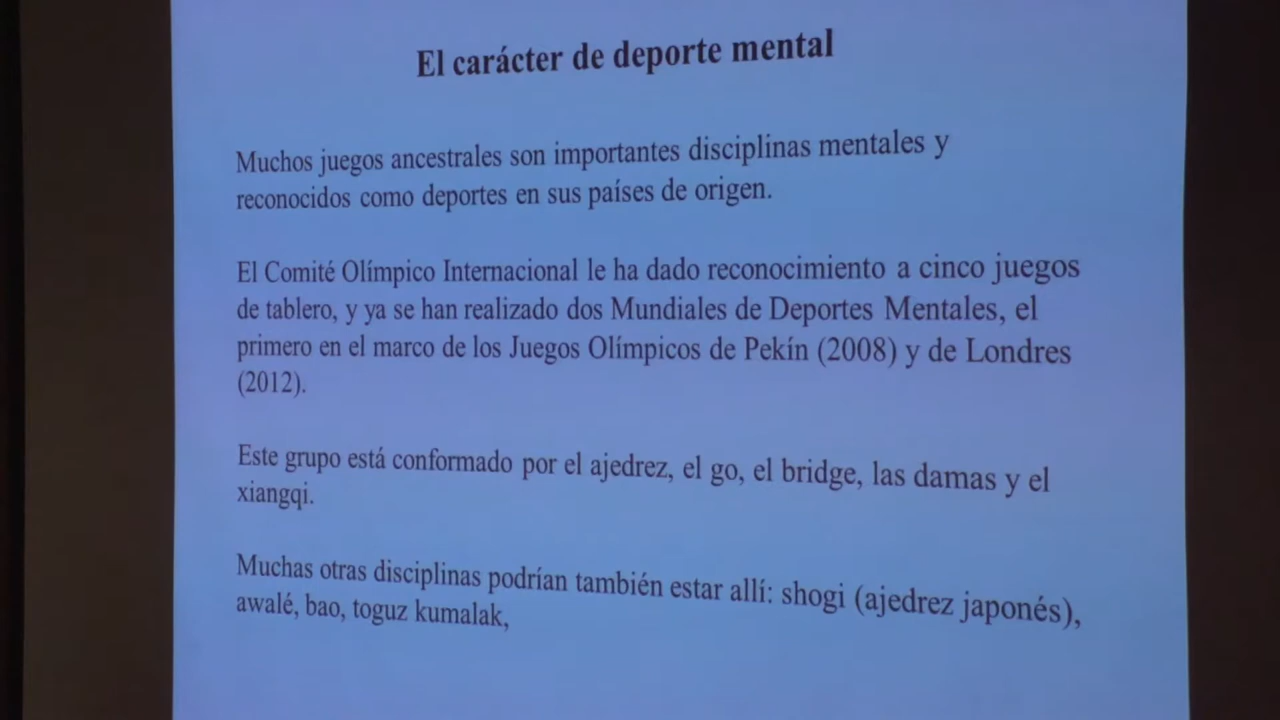 El carácter de deporte mental
Muchos juegos ancestrales son importantes disciplinas mentales y
reconocidos como deportes en sus países de origen.
El Comité Olímpico Internacional le ha dado reconocimiento a cinco juegos
de tablero, y ya se han realizado dos Mundiales de Deportes Mentales, el
primero en el marco de los Juegos Olímpicos de Pekín (2008) y de Londres
(2012).
Este grupo está conformado por el ajedrez, el go, el bridge, las damas y el
xiangqi.
Muchas otras disciplinas podrían también estar allí: shogi (ajedrez japonés),
awalé, bao, toguz kumalak,